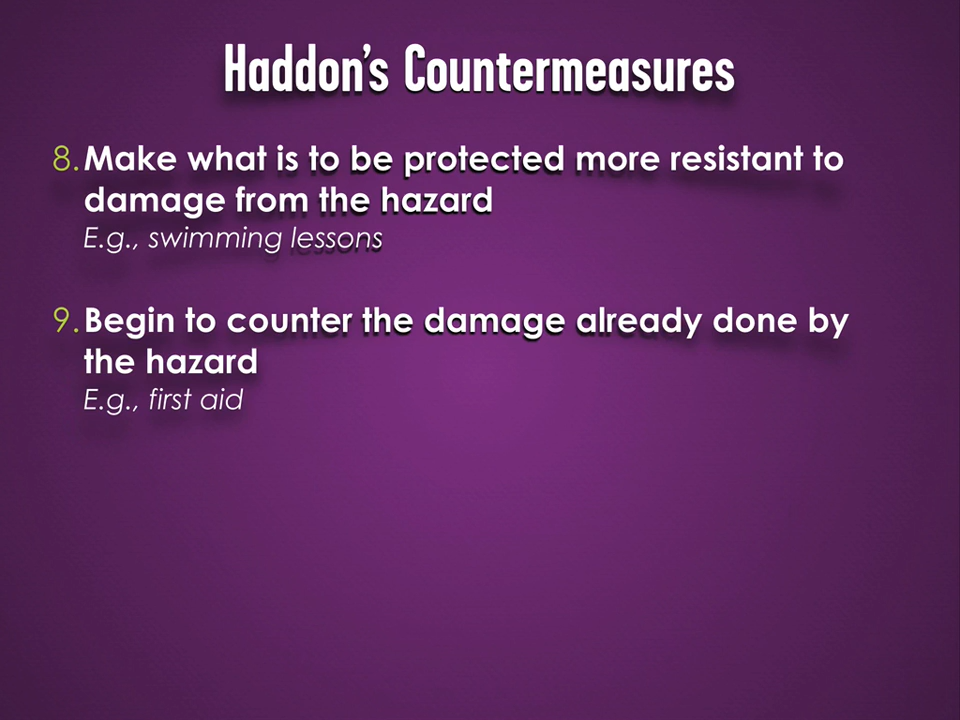 Haddon's Countermeasures
8. Make what is to be protected more resistant to
damage from the hazard
E.g., swimming lessons
9. Begin to counter the damage already done by
the hazard
E.g., first aid